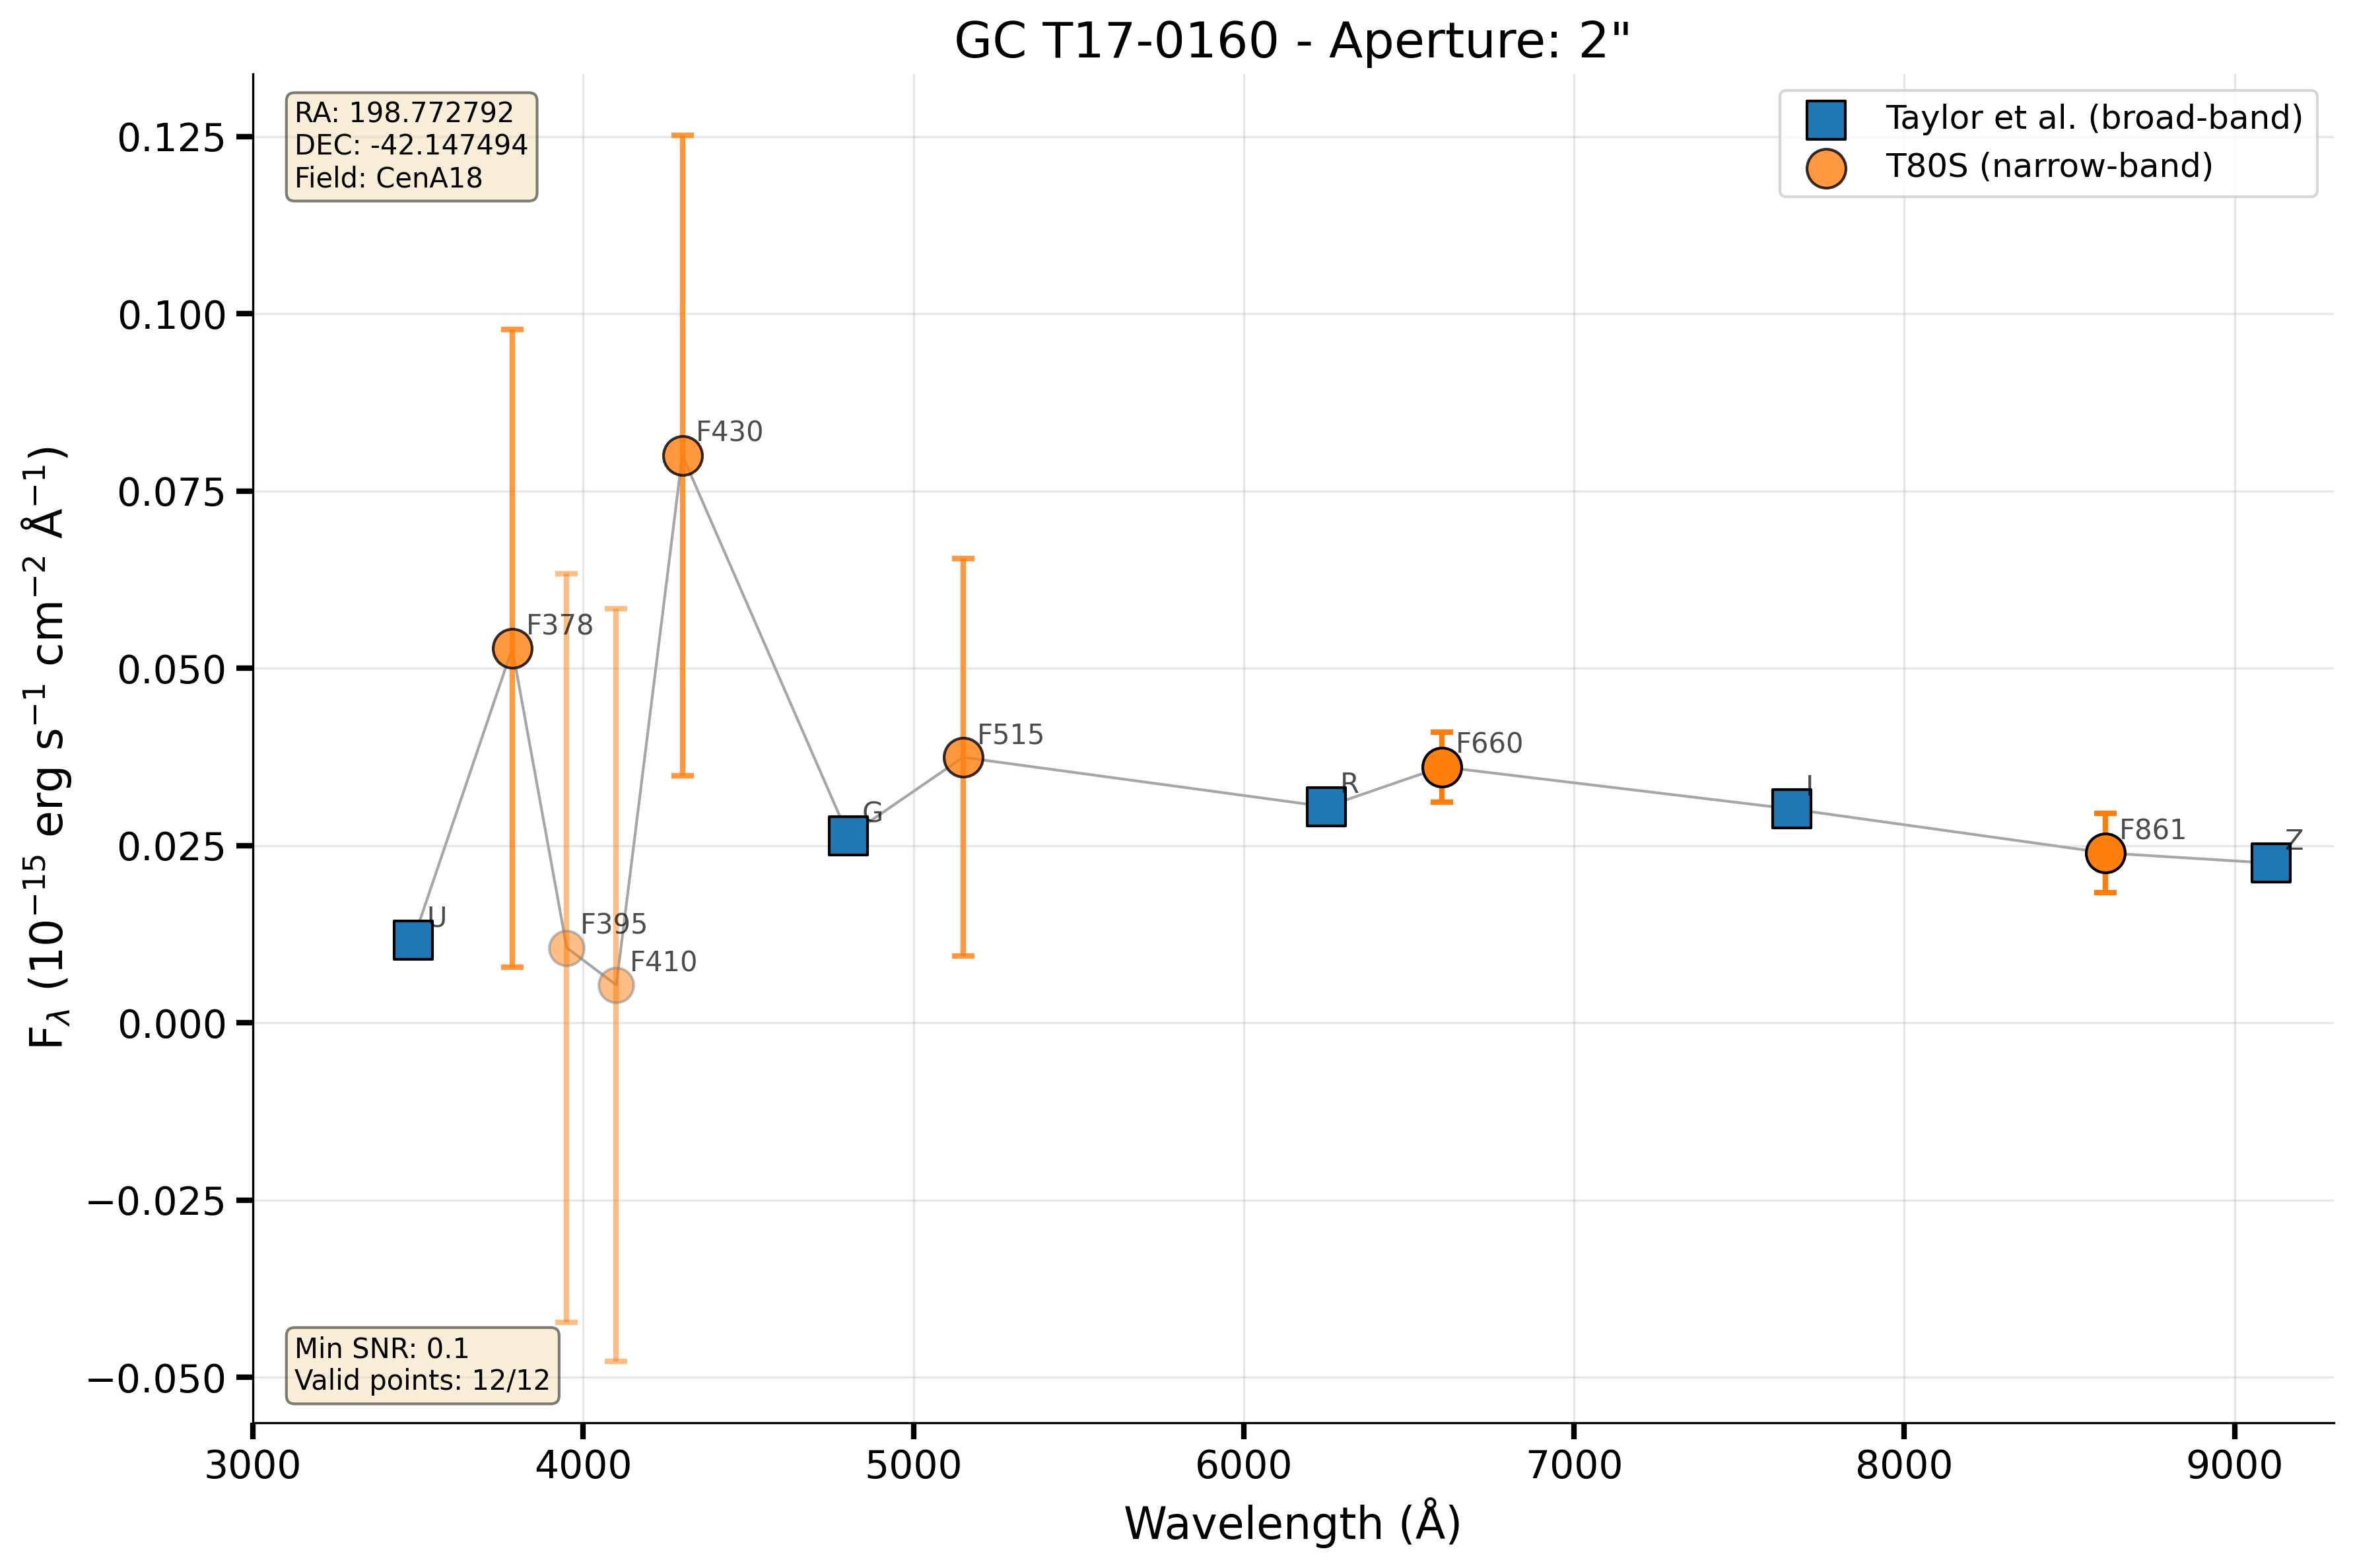 GC T17-0160 - Aperture: 2"
RA: 198.772792
DEC: -42.147494
Field: CenA18
Taylor et al. (broad-band)
T80S (narrow-band)
0.125
0.100
0.075
0.050
0.025
0.000
−0.025
−0.050
F_λ (10⁻¹⁵ erg s⁻¹ cm⁻² Å⁻¹)
U
F378
F395
F410
F430
G
F515
R
F660
I
F861
Z
Min SNR: 0.1
Valid points: 12/12
3000 4000 5000 6000 7000 8000 9000
Wavelength (Å)